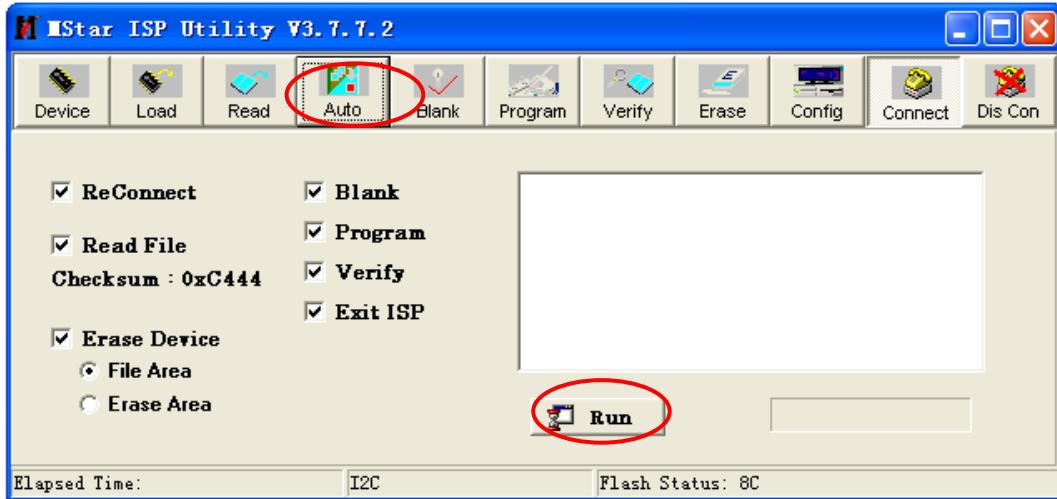 MStar ISP Utility V3.7.7.2
Device Load Read Auto Blank Program Verify Erase Config Connect Dis Con
ReConnect
Read File
Checksum : 0xC444
Erase Device
File Area
Erase Area
Blank
Program
Verify
Exit ISP
Run
Elapsed Time: I2C Flash Status: 8C